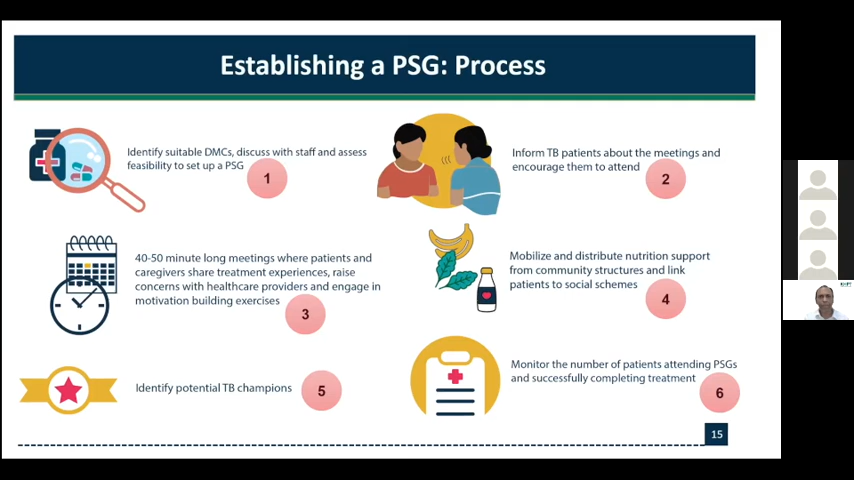 Establishing a PSG: Process
Identify suitable DMCs, discuss with staff and assess
feasibility to set up a PSG
1
Inform TB patients about the meetings and
encourage them to attend
2
40-50 minute long meetings where patients and
caregivers share treatment experiences, raise
concerns with healthcare providers and engage in
motivation building exercises
3
Mobilize and distribute nutrition support
from community structures and link
patients to social schemes
4
Identify potential TB champions
5
Monitor the number of patients attending PSGs
and successfully completing treatment
6
15